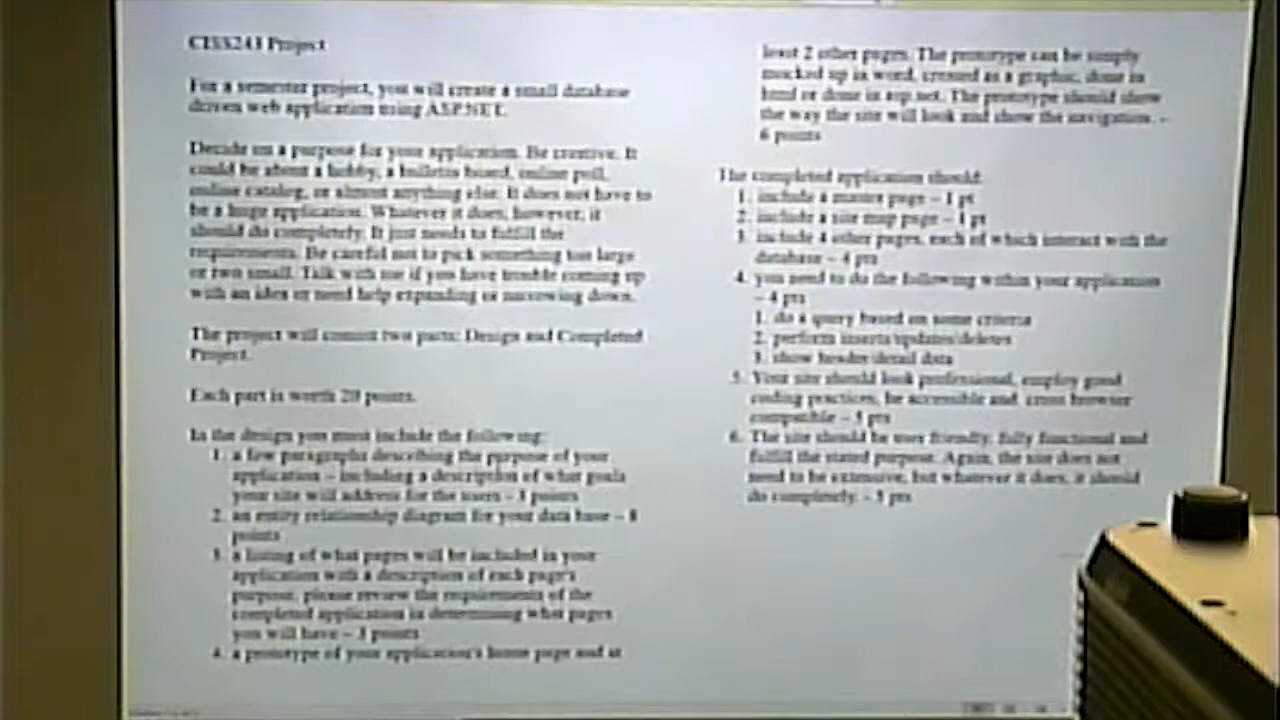 CISS243 Project
For a semester project, you will create a small database
driven web application using ASP.NET.
Decide on a purpose for your application. Be creative. It
could be about a hobby, a bulletin board, online poll,
online catalog, or almost anything else. It does not have to
be a huge application. Whatever it does, however, it
should do completely. It just needs to fulfill the
requirements. Be careful not to pick something too large
or two small. Talk with me if you have trouble coming up
with an idea or need help expanding or narrowing down.
The project will consist two parts: Design and Completed
Project.
Each part is worth 20 points.
In the design you must include the following:
1. a few paragraphs describing the purpose of your
application – including a description of what goals
your site will address for the users – 3 points
2. an entity relationship diagram for your data base – 8
points
3. a listing of what pages will be included in your
application with a description of each page's
purpose, please review the requirements of the
completed application in determining what pages
you will have – 3 points
4. a prototype of your application's home page and at
least 2 other pages. The prototype can be simply
mocked up in word, created as a graphic, done in
html or done in asp.net. The prototype should show
the way the site will look and show the navigation. –
6 points
The completed application should:
1. include a master page – 1 pt
2. include a site map page – 1 pt
3. include 4 other pages, each of which interact with the
database – 4 pts
4. you need to do the following within your application
– 4 pts
1. do a query based on some criteria
2. perform inserts/updates/deletes
3. show header/detail data
5. Your site should look professional, employ good
coding practices, be accessible and cross browser
compatible – 5 pts
6. The site should be user friendly, fully functional and
fulfill the stated purpose. Again, the site does not
need to be extensive, but whatever it does, it should
do completely. – 5 pts